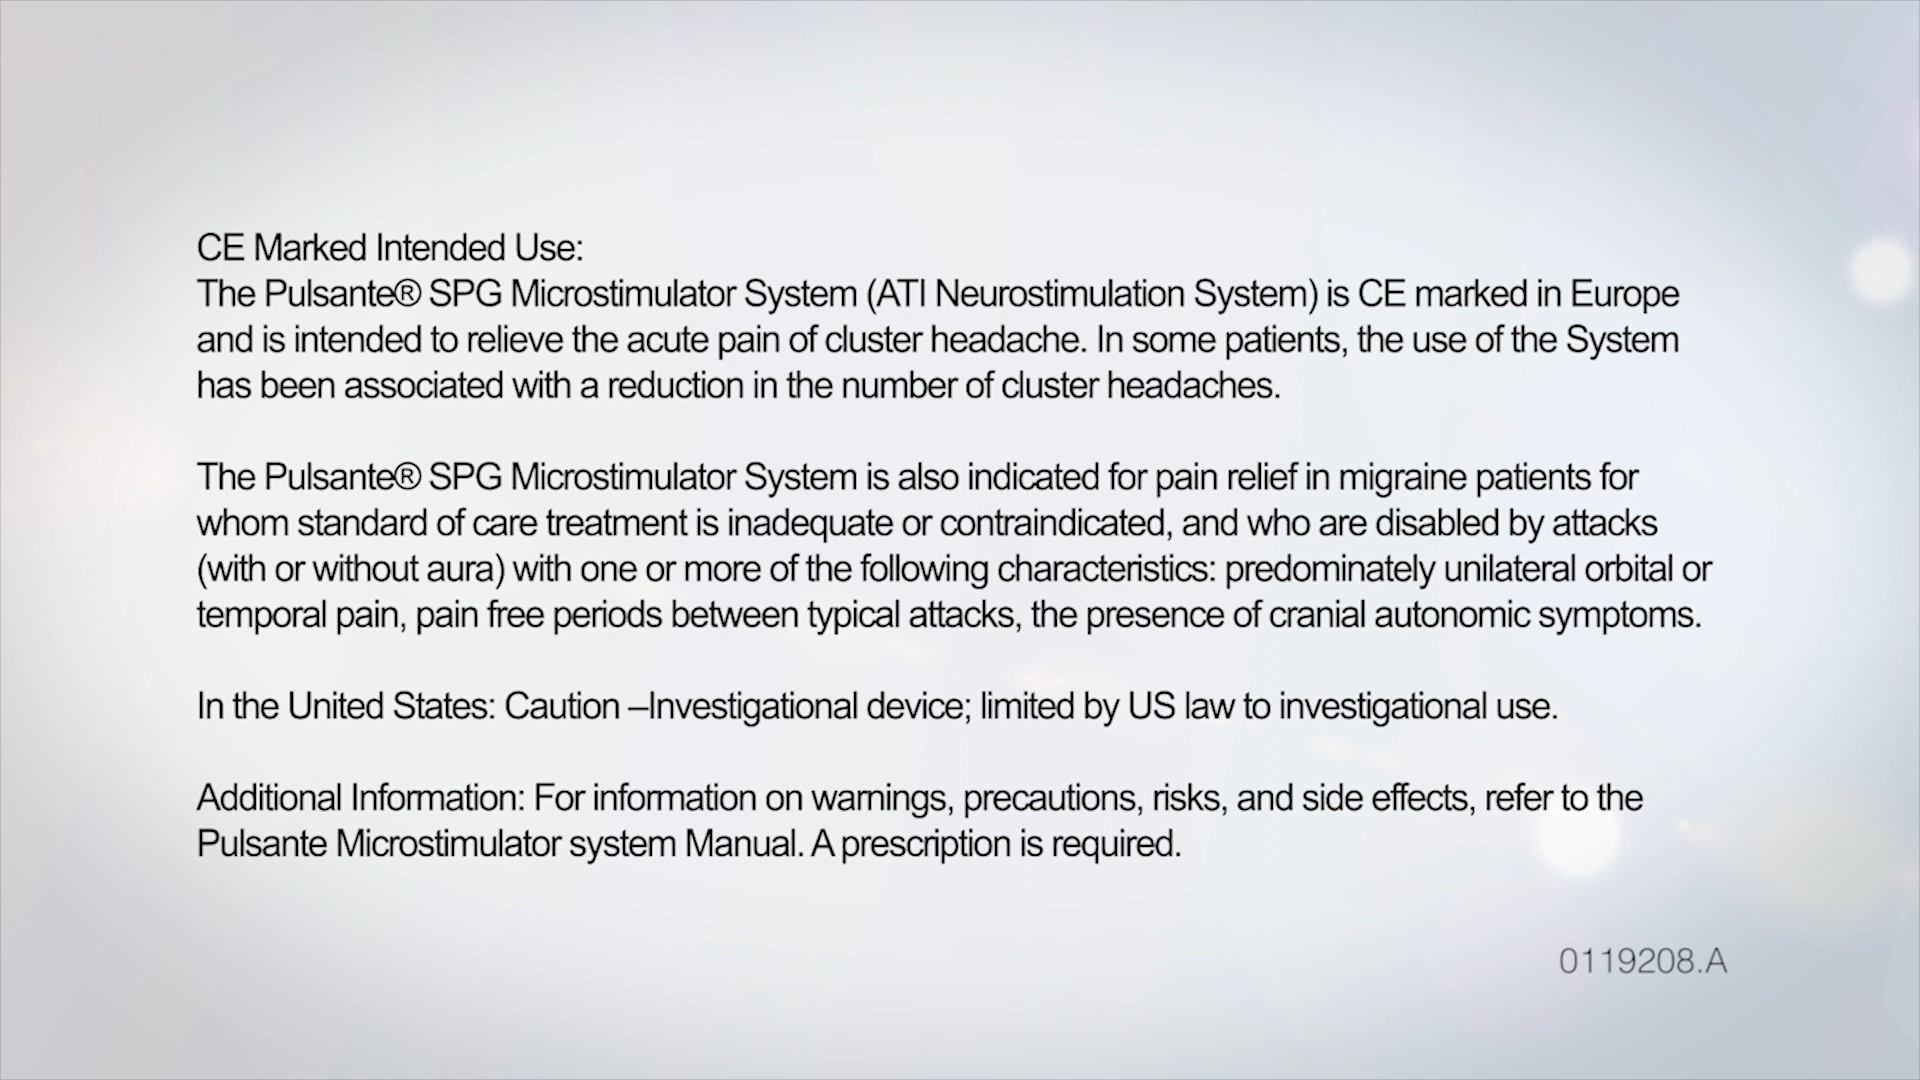 CE Marked Intended Use:
The Pulsante® SPG Microstimulator System (ATI Neurostimulation System) is CE marked in Europe
and is intended to relieve the acute pain of cluster headache. In some patients, the use of the System
has been associated with a reduction in the number of cluster headaches.
The Pulsante® SPG Microstimulator System is also indicated for pain relief in migraine patients for
whom standard of care treatment is inadequate or contraindicated, and who are disabled by attacks
(with or without aura) with one or more of the following characteristics: predominately unilateral orbital or
temporal pain, pain free periods between typical attacks, the presence of cranial autonomic symptoms.
In the United States: Caution –Investigational device; limited by US law to investigational use.
Additional Information: For information on warnings, precautions, risks, and side effects, refer to the
Pulsante Microstimulator system Manual. A prescription is required.
0119208.A